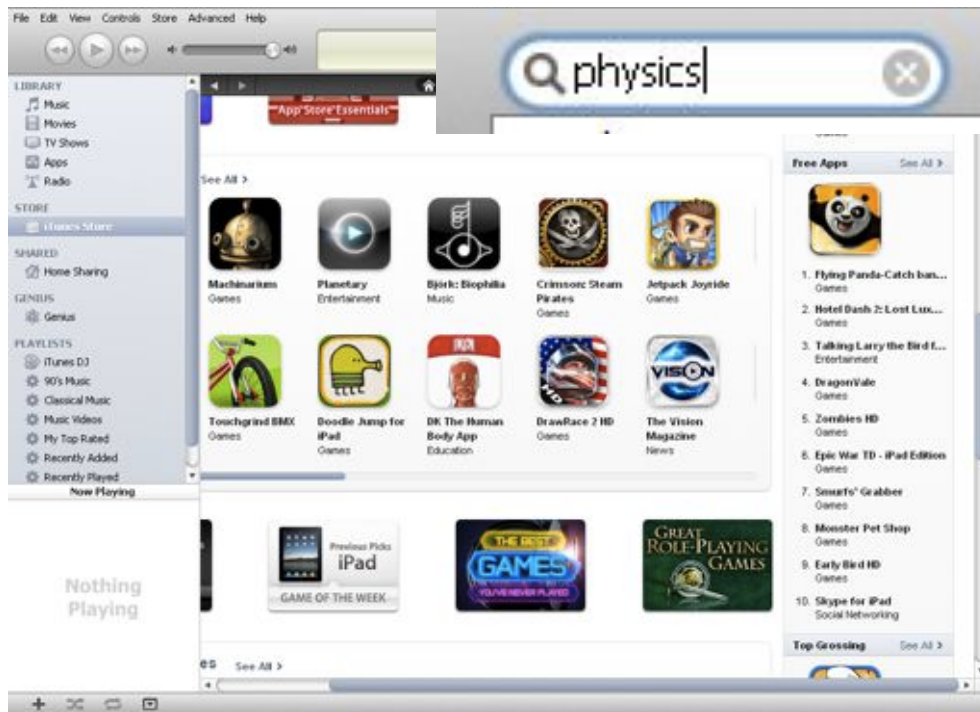 File Edit View Controls Store Advanced Help
physics
LIBRARY
Music
Movies
TV Shows
Apps
Radio
STORE
iTunes Store
SHARED
Home Sharing
GENIUS
Genius
PLAYLISTS
iTunes DJ
90's Music
Classical Music
Music Videos
My Top Rated
Recently Added
Recently Played
Now Playing
Nothing
Playing
App Store Essentials
See All >
Machinarium
Games
Planetary
Entertainment
Björk: Biophilia
Music
Crimson: Steam
Pirates
Games
Jetpack Joyride
Games
Touchgrind BMX
Games
Doodle Jump for
iPad
Games
DK
DK The Human
Body App
Education
HD
DrawRace 2 HD
Games
VISION
The Vision
Magazine
News
Previous Picks
iPad
GAME OF THE WEEK
THE BEST
GAMES
YOU'VE NEVER PLAYED
GREAT
ROLE-PLAYING
GAMES
es See All >
Games
Free Apps See All >
1. Flying Panda-Catch ban...
Games
2. Hotel Dash 2: Lost Lux...
Games
3. Talking Larry the Bird f...
Entertainment
4. DragonVale
Games
5. Zombies HD
Games
6. Epic War TD - iPad Edition
Games
7. Smurfs' Grabber
Games
8. Monster Pet Shop
Games
9. Early Bird HD
Games
10. Skype for iPad
Social Networking
Top Grossing See All >